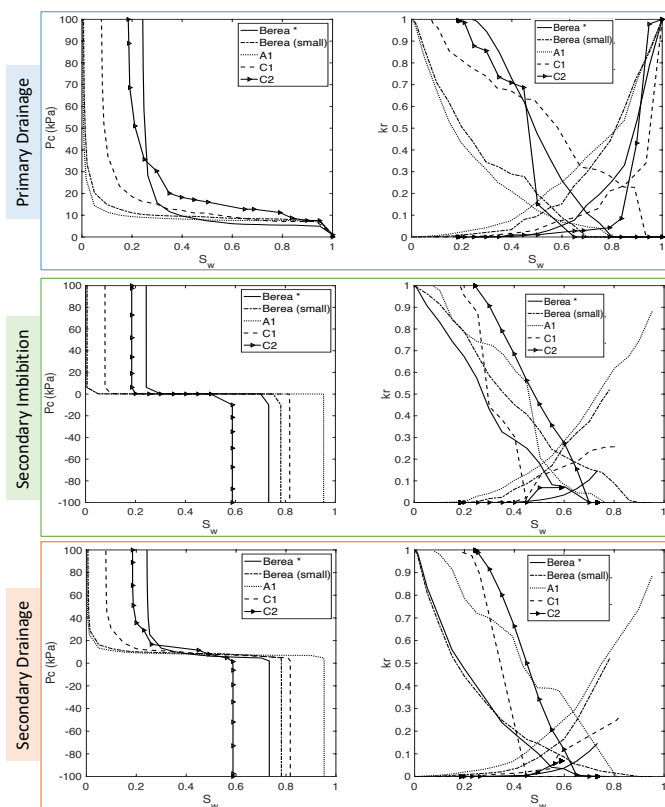 Primary Drainage
100
90
80
70
60
50
40
30
20
10
0
Pc (kPa)
0 0.2 0.4 0.6 0.8 1
S_w
Berea *
Berea (small)
A1
C1
C2
1
0.9
0.8
0.7
0.6
0.5
0.4
0.3
0.2
0.1
0
kr
0 0.2 0.4 0.6 0.8 1
S_w
Berea *
Berea (small)
A1
C1
C2
Secondary Imbibition
100
80
60
40
20
0
-20
-40
-60
-80
-100
Pc (kPa)
0 0.2 0.4 0.6 0.8 1
S_w
Berea *
Berea (small)
A1
C1
C2
1
0.9
0.8
0.7
0.6
0.5
0.4
0.3
0.2
0.1
0
kr
0 0.2 0.4 0.6 0.8 1
S_w
Berea *
Berea (small)
A1
C1
C2
Secondary Drainage
100
80
60
40
20
0
-20
-40
-60
-80
-100
Pc (kPa)
0 0.2 0.4 0.6 0.8 1
S_w
Berea *
Berea (small)
A1
C1
C2
1
0.9
0.8
0.7
0.6
0.5
0.4
0.3
0.2
0.1
0
kr
0 0.2 0.4 0.6 0.8 1
S_w
Berea *
Berea (small)
A1
C1
C2